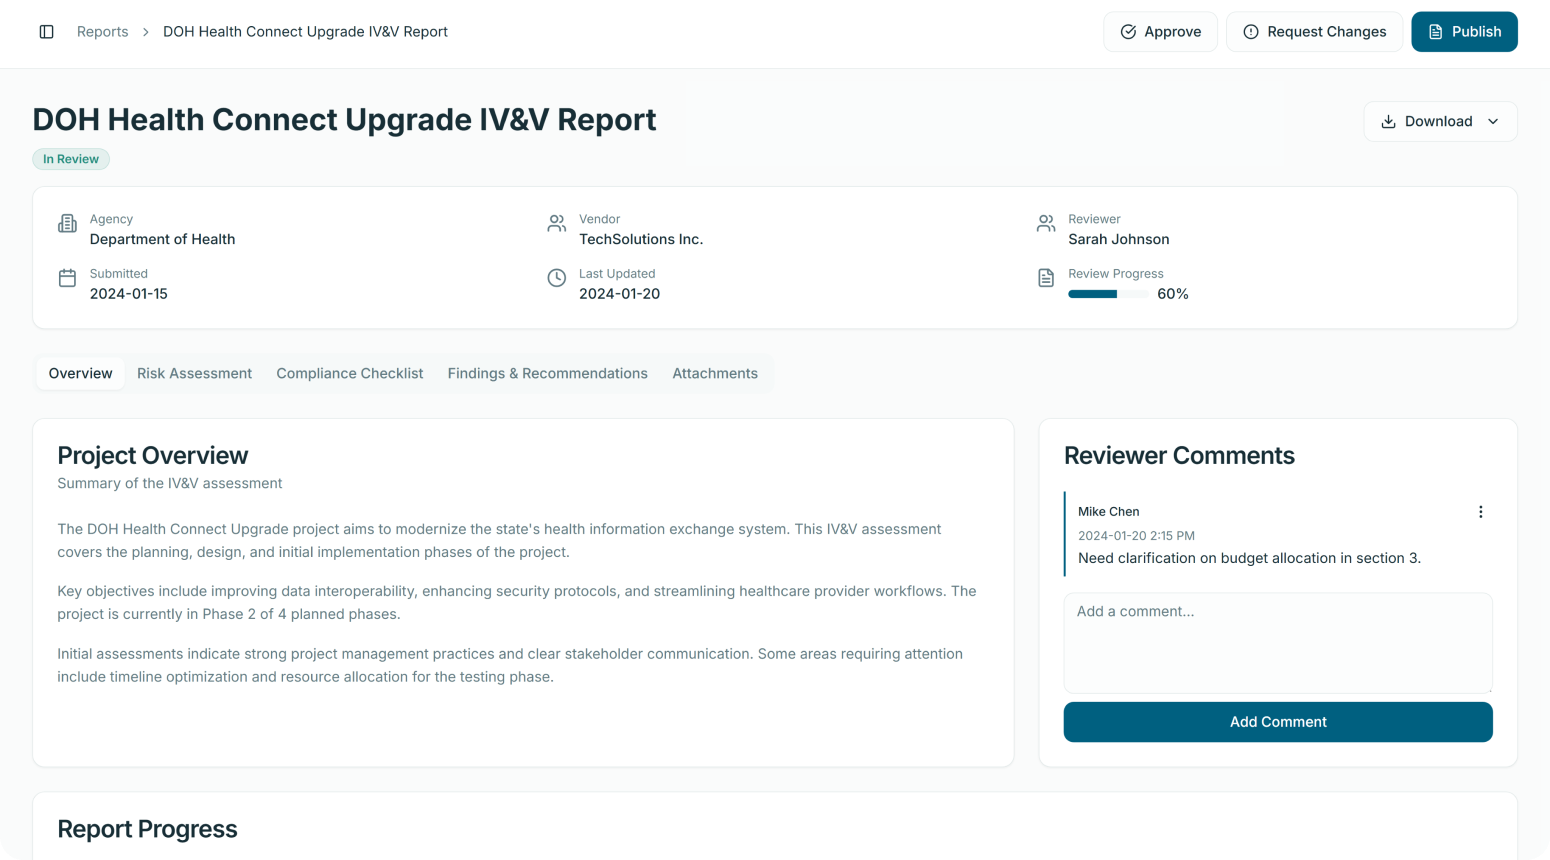 Reports > DOH Health Connect Upgrade IV&V Report
Approve
Request Changes
Publish
DOH Health Connect Upgrade IV&V Report
Download
In Review
Agency
Department of Health
Vendor
TechSolutions Inc.
Reviewer
Sarah Johnson
Submitted
2024-01-15
Last Updated
2024-01-20
Review Progress
60%
Overview
Risk Assessment
Compliance Checklist
Findings & Recommendations
Attachments
Project Overview
Summary of the IV&V assessment
The DOH Health Connect Upgrade project aims to modernize the state's health information exchange system. This IV&V assessment
covers the planning, design, and initial implementation phases of the project.
Key objectives include improving data interoperability, enhancing security protocols, and streamlining healthcare provider workflows. The
project is currently in Phase 2 of 4 planned phases.
Initial assessments indicate strong project management practices and clear stakeholder communication. Some areas requiring attention
include timeline optimization and resource allocation for the testing phase.
Reviewer Comments
Mike Chen
2024-01-20 2:15 PM
Need clarification on budget allocation in section 3.
Add a comment...
Add Comment
Report Progress